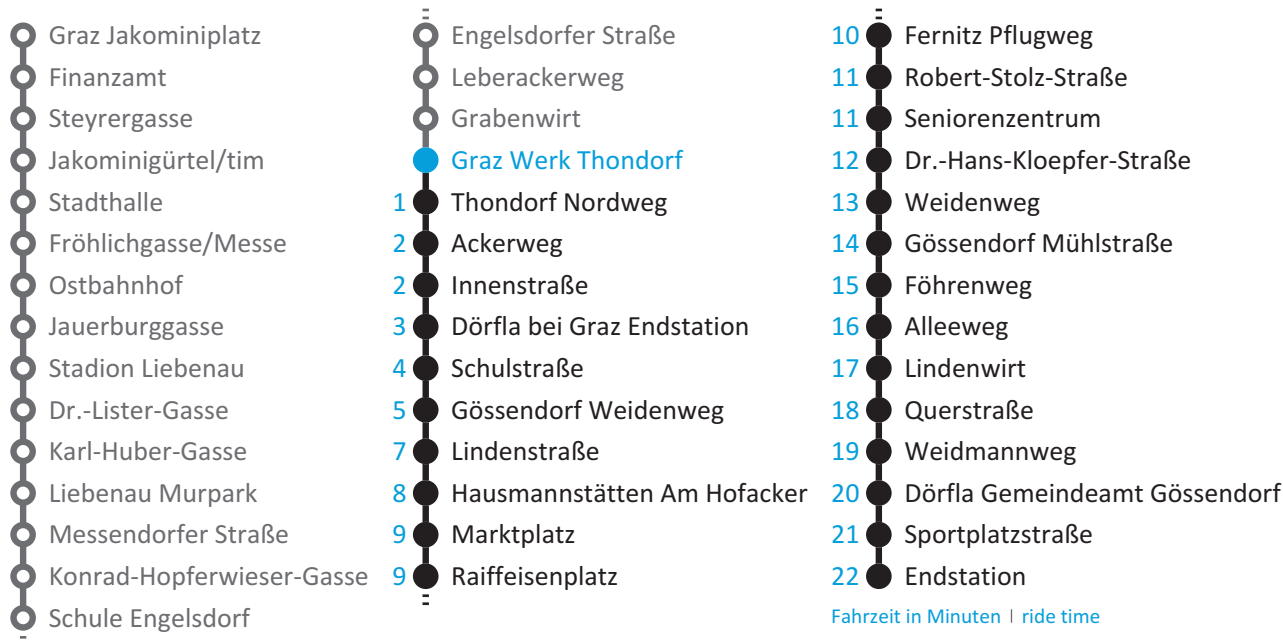 Graz Jakominiplatz
Finanzamt
Steyrergasse
Jakominigürtel/tim
Stadthalle
Fröhlichgasse/Messe
Ostbahnhof
Jauerburggasse
Stadion Liebenau
Dr.-Lister-Gasse
Karl-Huber-Gasse
Liebenau Murpark
Messendorfer Straße
Konrad-Hopferwieser-Gasse
Schule Engelsdorf
Engelsdorfer Straße
Leberackerweg
Grabenwirt
Graz Werk Thondorf
1 Thondorf Nordweg
2 Ackerweg
2 Innenstraße
3 Dörfla bei Graz Endstation
4 Schulstraße
5 Gössendorf Weidenweg
7 Lindenstraße
8 Hausmannstätten Am Hofacker
9 Marktplatz
9 Raiffeisenplatz
10 Fernitz Pflugweg
11 Robert-Stolz-Straße
11 Seniorenzentrum
12 Dr.-Hans-Kloepfer-Straße
13 Weidenweg
14 Gössendorf Mühlstraße
15 Föhrenweg
16 Alleeweg
17 Lindenwirt
18 Querstraße
19 Weidmannweg
20 Dörfla Gemeindeamt Gössendorf
21 Sportplatzstraße
22 Endstation
Fahrzeit in Minuten | ride time